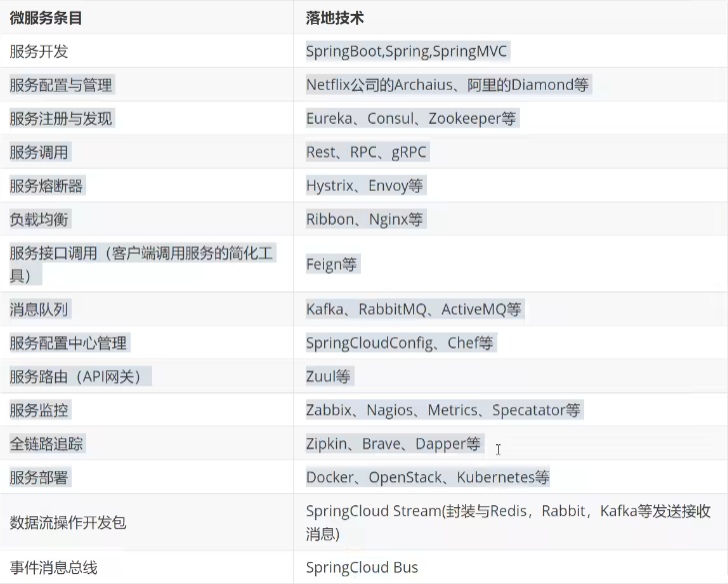 微服务条目 落地技术
服务开发 SpringBoot,Spring,SpringMVC
服务配置与管理 Netflix公司的Archaius、阿里的Diamond等
服务注册与发现 Eureka、Consul、Zookeeper等
服务调用 Rest、RPC、gRPC
服务熔断器 Hystrix、Envoy等
负载均衡 Ribbon、Nginx等
服务接口调用（客户端调用服务的简化工
具）
Feign等
消息队列 Kafka、RabbitMQ、ActiveMQ等
服务配置中心管理 SpringCloudConfig、Chef等
服务路由（API网关） Zuul等
服务监控 Zabbix、Nagios、Metrics、Specatator等
全链路追踪 Zipkin、Brave、Dapper等
服务部署 Docker、OpenStack、Kubernetes等
数据流操作开发包
SpringCloud Stream(封装与Redis，Rabbit，Kafka等发送接收
消息)
事件消息总线 SpringCloud Bus